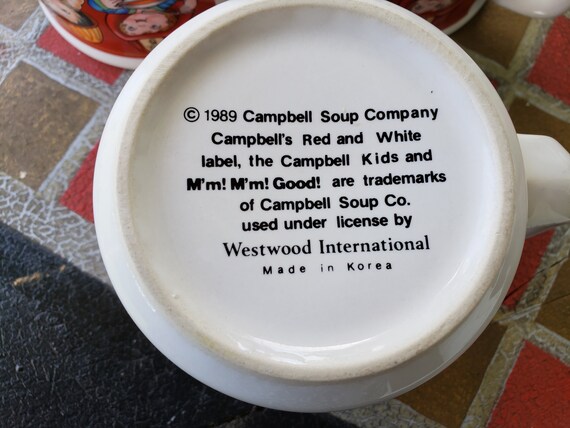 © 1989 Campbell Soup Company
Campbell's Red and White
label, the Campbell Kids and
M'm! M'm! Good! are trademarks
of Campbell Soup Co.
used under license by
Westwood International
Made in Korea